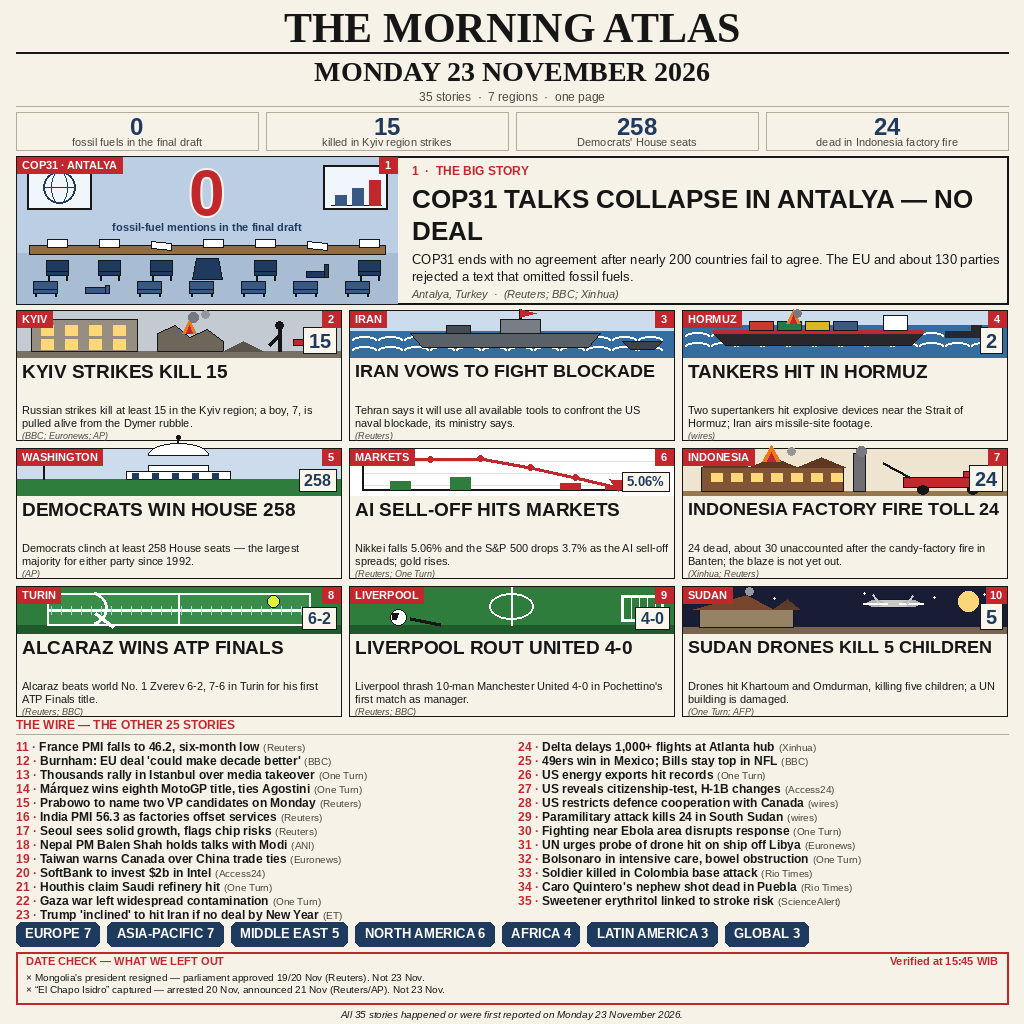 THE MORNING ATLAS
MONDAY 23 NOVEMBER 2026
35 stories · 7 regions · one page
0
fossil fuels in the final draft
15
killed in Kyiv region strikes
258
Democrats' House seats
24
dead in Indonesia factory fire
COP31 · ANTALYA
1
0
fossil-fuel mentions in the final draft
1 · THE BIG STORY
COP31 TALKS COLLAPSE IN ANTALYA — NO
DEAL
COP31 ends with no agreement after nearly 200 countries fail to agree. The EU and about 130 parties
rejected a text that omitted fossil fuels.
Antalya, Turkey · (Reuters; BBC; Xinhua)
KYIV
2
15
KYIV STRIKES KILL 15
Russian strikes kill at least 15 in the Kyiv region; a boy, 7, is
pulled alive from the Dymer rubble.
(BBC; Euronews; AP)
IRAN
3
IRAN VOWS TO FIGHT BLOCKADE
Tehran says it will use all available tools to confront the US
naval blockade, its ministry says.
(Reuters)
HORMUZ
4
2
TANKERS HIT IN HORMUZ
Two supertankers hit explosive devices near the Strait of
Hormuz; Iran airs missile-site footage.
(wires)
WASHINGTON
5
258
DEMOCRATS WIN HOUSE 258
Democrats clinch at least 258 House seats — the largest
majority for either party since 1992.
(AP)
MARKETS
6
5.06%
AI SELL-OFF HITS MARKETS
Nikkei falls 5.06% and the S&P 500 drops 3.7% as the AI sell-off
spreads; gold rises.
(Reuters; One Turn)
INDONESIA
7
24
INDONESIA FACTORY FIRE TOLL 24
24 dead, about 30 unaccounted after the candy-factory fire in
Banten; the blaze is not yet out.
(Xinhua; Reuters)
TURIN
8
6-2
ALCARAZ WINS ATP FINALS
Alcaraz beats world No. 1 Zverev 6-2, 7-6 in Turin for his first
ATP Finals title.
(Reuters; BBC)
LIVERPOOL
9
4-0
LIVERPOOL ROUT UNITED 4-0
Liverpool thrash 10-man Manchester United 4-0 in Pochettino's
first match as manager.
(Reuters; BBC)
SUDAN
10
5
SUDAN DRONES KILL 5 CHILDREN
Drones hit Khartoum and Omdurman, killing five children; a UN
building is damaged.
(One Turn; AFP)
THE WIRE — THE OTHER 25 STORIES
11 · France PMI falls to 46.2, six-month low (Reuters)
12 · Burnham: EU deal 'could make decade better' (BBC)
13 · Thousands rally in Istanbul over media takeover (One Turn)
14 · Márquez wins eighth MotoGP title, ties Agostini (One Turn)
15 · Prabowo to name two VP candidates on Monday (Reuters)
16 · India PMI 56.3 as factories offset services (Reuters)
17 · Seoul sees solid growth, flags chip risks (Reuters)
18 · Nepal PM Balen Shah holds talks with Modi (ANI)
19 · Taiwan warns Canada over China trade ties (Euronews)
20 · SoftBank to invest $2b in Intel (Access24)
21 · Houthis claim Saudi refinery hit (One Turn)
22 · Gaza war left widespread contamination (One Turn)
23 · Trump 'inclined' to hit Iran if no deal by New Year (ET)
24 · Delta delays 1,000+ flights at Atlanta hub (Xinhua)
25 · 49ers win in Mexico; Bills stay top in NFL (BBC)
26 · US energy exports hit records (One Turn)
27 · US reveals citizenship-test, H-1B changes (Access24)
28 · US restricts defence cooperation with Canada (wires)
29 · Paramilitary attack kills 24 in South Sudan (wires)
30 · Fighting near Ebola area disrupts response (One Turn)
31 · UN urges probe of drone hit on ship off Libya (Euronews)
32 · Bolsonaro in intensive care, bowel obstruction (One Turn)
33 · Soldier killed in Colombia base attack (Rio Times)
34 · Caro Quintero's nephew shot dead in Puebla (Rio Times)
35 · Sweetener erythritol linked to stroke risk (ScienceAlert)
EUROPE 7
ASIA-PACIFIC 7
MIDDLE EAST 5
NORTH AMERICA 6
AFRICA 4
LATIN AMERICA 3
GLOBAL 3
DATE CHECK — WHAT WE LEFT OUT
Verified at 15:45 WIB
× Mongolia's president resigned — parliament approved 19/20 Nov (Reuters). Not 23 Nov.
× "El Chapo Isidro" captured — arrested 20 Nov, announced 21 Nov (Reuters/AP). Not 23 Nov.
All 35 stories happened or were first reported on Monday 23 November 2026.